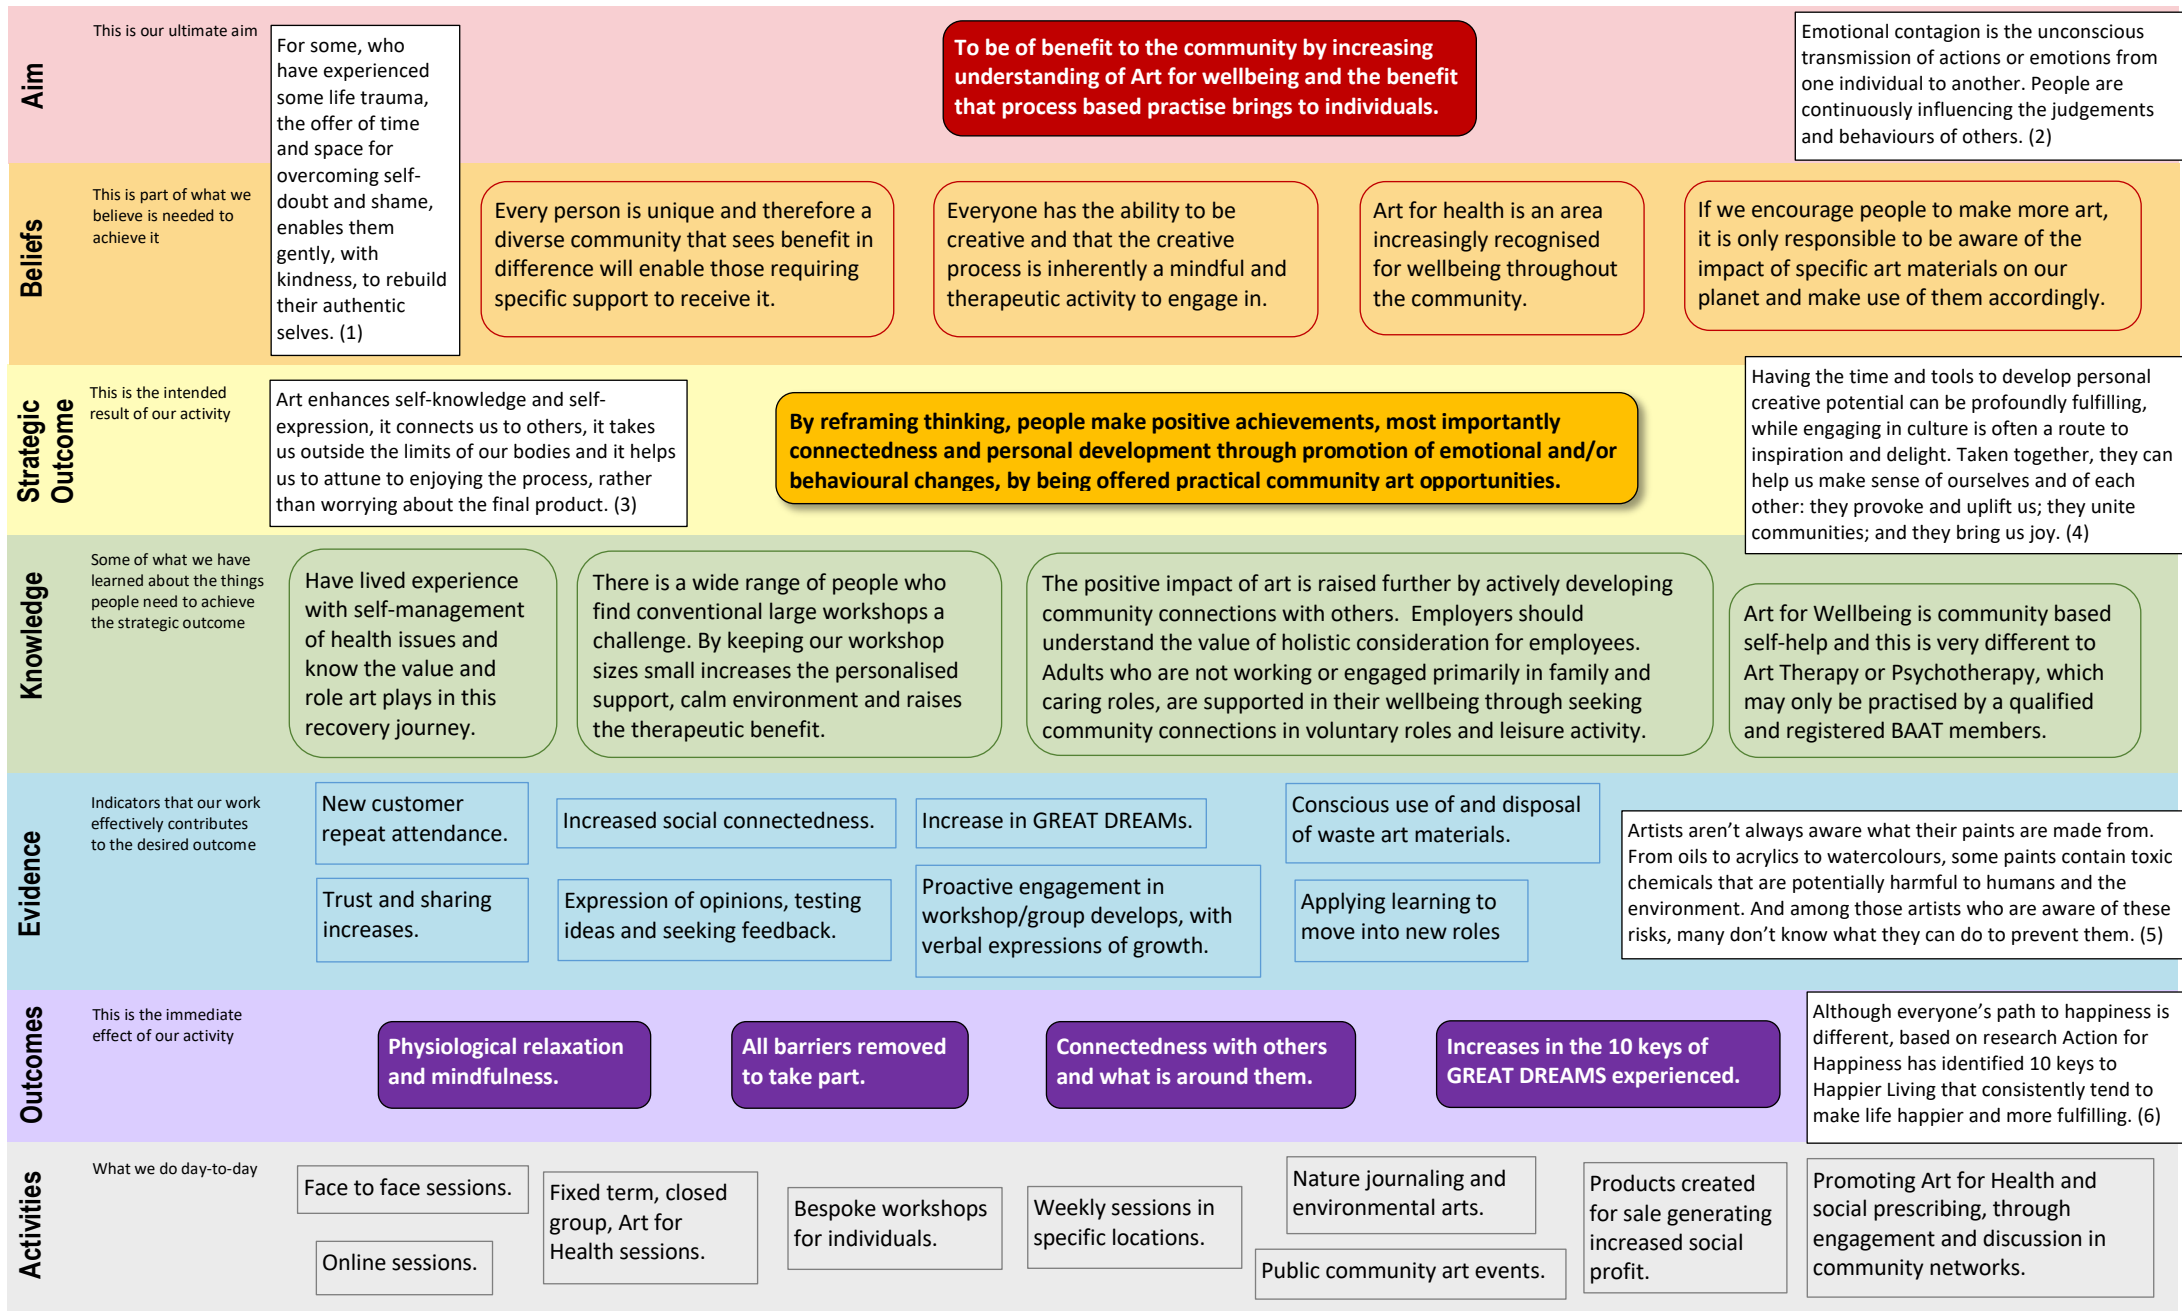 Aim
This is our ultimate aim
For some, who
have experienced
some life trauma,
the offer of time
and space for
overcoming self-
doubt and shame,
enables them
gently, with
kindness, to rebuild
their authentic
selves. (1)
To be of benefit to the community by increasing
understanding of Art for wellbeing and the benefit
that process based practise brings to individuals.
Emotional contagion is the unconscious
transmission of actions or emotions from
one individual to another. People are
continuously influencing the judgements
and behaviours of others. (2)
Beliefs
This is part of what we
believe is needed to
achieve it
Every person is unique and therefore a
diverse community that sees benefit in
difference will enable those requiring
specific support to receive it.
Everyone has the ability to be
creative and that the creative
process is inherently a mindful and
therapeutic activity to engage in.
Art for health is an area
increasingly recognised
for wellbeing throughout
the community.
If we encourage people to make more art,
it is only responsible to be aware of the
impact of specific art materials on our
planet and make use of them accordingly.
Strategic
Outcome
This is the intended
result of our activity
Art enhances self-knowledge and self-
expression, it connects us to others, it takes
us outside the limits of our bodies and it helps
us to attune to enjoying the process, rather
than worrying about the final product. (3)
By reframing thinking, people make positive achievements, most importantly
connectedness and personal development through promotion of emotional and/or
behavioural changes, by being offered practical community art opportunities.
Having the time and tools to develop personal
creative potential can be profoundly fulfilling,
while engaging in culture is often a route to
inspiration and delight. Taken together, they can
help us make sense of ourselves and of each
other: they provoke and uplift us; they unite
communities; and they bring us joy. (4)
Knowledge
Some of what we have
learned about the things
people need to achieve
the strategic outcome
Have lived experience
with self-management
of health issues and
know the value and
role art plays in this
recovery journey.
There is a wide range of people who
find conventional large workshops a
challenge. By keeping our workshop
sizes small increases the personalised
support, calm environment and raises
the therapeutic benefit.
The positive impact of art is raised further by actively developing
community connections with others.  Employers should
understand the value of holistic consideration for employees.
Adults who are not working or engaged primarily in family and
caring roles, are supported in their wellbeing through seeking
community connections in voluntary roles and leisure activity.
Art for Wellbeing is community based
self-help and this is very different to
Art Therapy or Psychotherapy, which
may only be practised by a qualified
and registered BAAT members.
Evidence
Indicators that our work
effectively contributes
to the desired outcome
New customer
repeat attendance.
Increased social connectedness.
Increase in GREAT DREAMs.
Conscious use of and disposal
of waste art materials.
Trust and sharing
increases.
Expression of opinions, testing
ideas and seeking feedback.
Proactive engagement in
workshop/group develops, with
verbal expressions of growth.
Applying learning to
move into new roles
Artists aren’t always aware what their paints are made from.
From oils to acrylics to watercolours, some paints contain toxic
chemicals that are potentially harmful to humans and the
environment. And among those artists who are aware of these
risks, many don’t know what they can do to prevent them. (5)
Outcomes
This is the immediate
effect of our activity
Physiological relaxation
and mindfulness.
All barriers removed
to take part.
Connectedness with others
and what is around them.
Increases in the 10 keys of
GREAT DREAMS experienced.
Although everyone’s path to happiness is
different, based on research Action for
Happiness has identified 10 keys to
Happier Living that consistently tend to
make life happier and more fulfilling. (6)
Activities
What we do day-to-day
Face to face sessions.
Online sessions.
Fixed term, closed
group, Art for
Health sessions.
Bespoke workshops
for individuals.
Weekly sessions in
specific locations.
Nature journaling and
environmental arts.
Public community art events.
Products created
for sale generating
increased social
profit.
Promoting Art for Health and
social prescribing, through
engagement and discussion in
community networks.